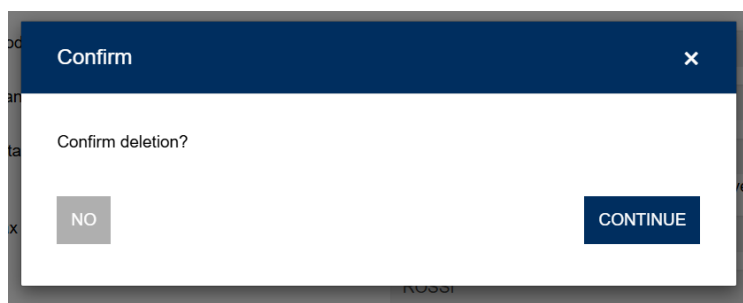 Confirm
×
Confirm deletion?
NO
CONTINUE
ROSSI